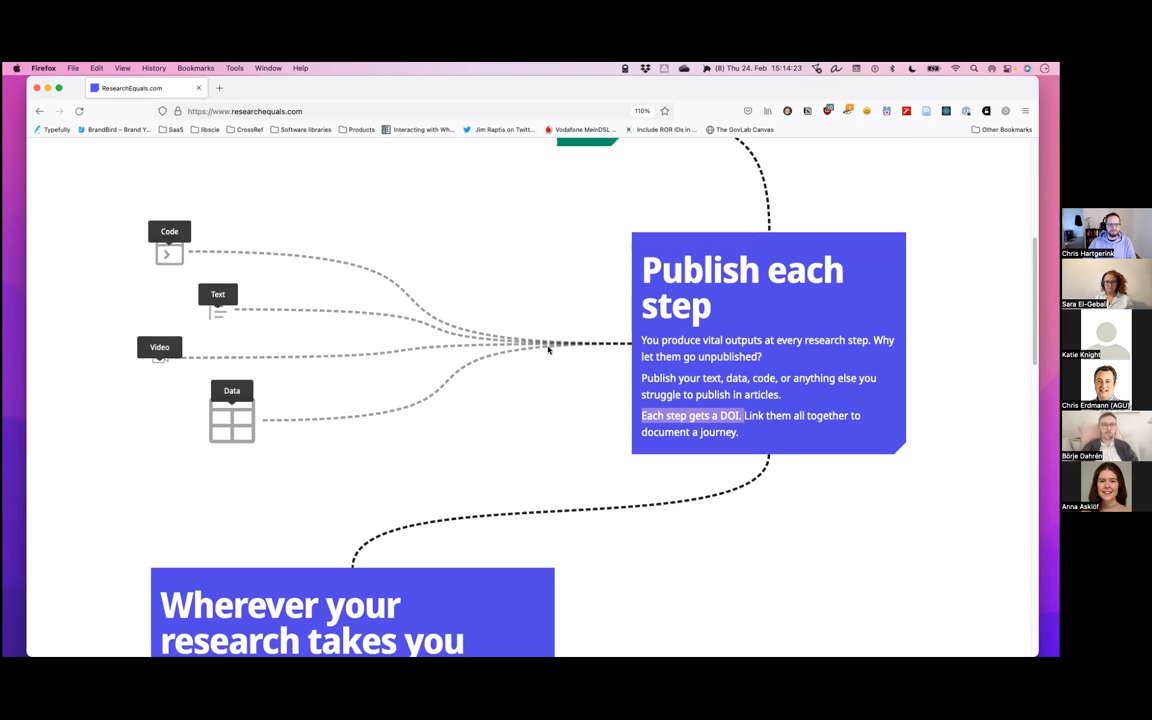 Firefox File Edit View History Bookmarks Tools Window Help
(8) Thu 24. Feb 15:14:23
ResearchEquals.com
https://www.researchequals.com
110%
Typefully
BrandBird – Brand Y...
SaaS
libscie
CrossRef
Software libraries
Products
Interacting with Wh...
Jim Raptis on Twitt...
Vodafone MeinDSL ...
Include ROR IDs in ...
The GovLab Canvas
Other Bookmarks
Code
Text
Video
Data
Publish each
step
You produce vital outputs at every research step. Why
let them go unpublished?
Publish your text, data, code, or anything else you
struggle to publish in articles.
Each step gets a DOI. Link them all together to
document a journey.
Wherever your
research takes you
Chris Hartgerink
Sara El-Gebali
Katie Knight
Chris Erdmann (AGU)
Börje Dahrén
Anna Asklöf